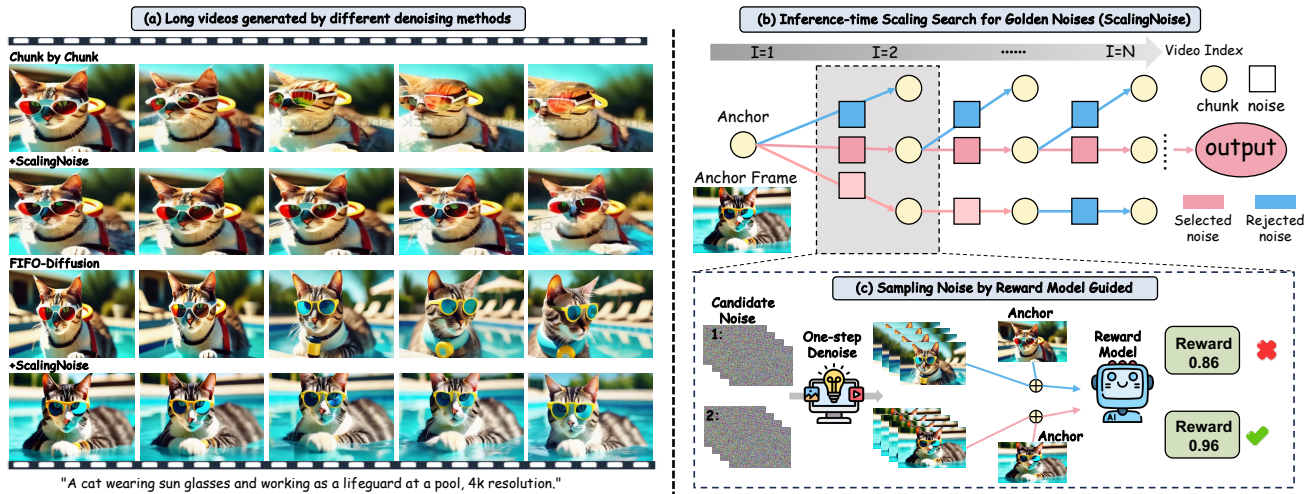 (a) Long videos generated by different denoising methods
Chunk by Chunk
+ScalingNoise
FIFO-Diffusion
+ScalingNoise
"A cat wearing sun glasses and working as a lifeguard at a pool, 4k resolution."
(b) Inference-time Scaling Search for Golden Noises (ScalingNoise)
I=1
I=2
......
I=N
Video Index
chunk
noise
Anchor
Anchor Frame
output
Selected
noise
Rejected
noise
(c) Sampling Noise by Reward Model Guided
Candidate
Noise
1:
2:
One-step
Denoise
Anchor
Anchor
Reward
Model
AI
Reward
0.86
Reward
0.96